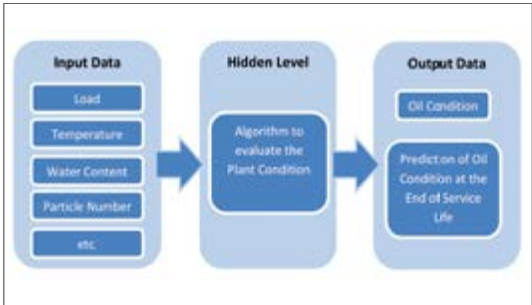 Input Data
Load
Temperature
Water Content
Particle Number
etc.
Hidden Level
Algorithm to
evaluate the
Plant Condition
Output Data
Oil Condition
Prediction of Oil
Condition at the
End of Service
Life